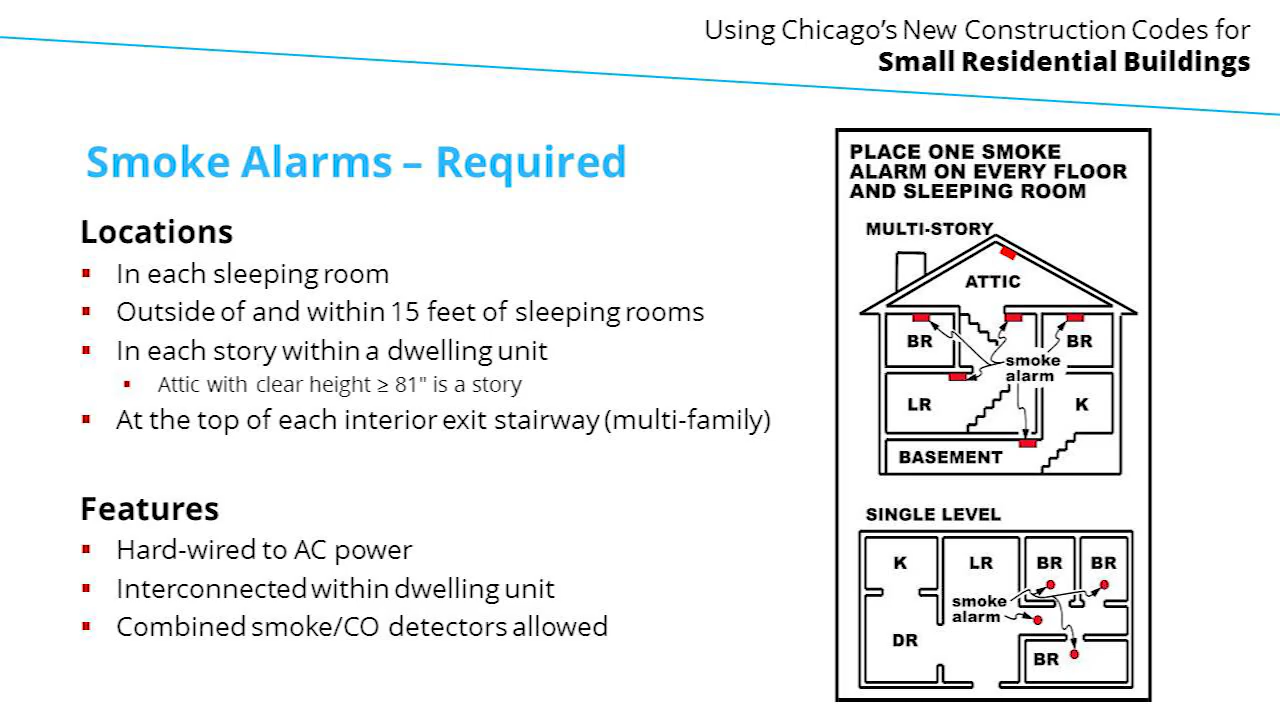 Using Chicago's New Construction Codes for
Small Residential Buildings
Smoke Alarms – Required
Locations
In each sleeping room
Outside of and within 15 feet of sleeping rooms
In each story within a dwelling unit
Attic with clear height ≥ 81" is a story
At the top of each interior exit stairway (multi-family)
Features
Hard-wired to AC power
Interconnected within dwelling unit
Combined smoke/CO detectors allowed
PLACE ONE SMOKE
ALARM ON EVERY FLOOR
AND SLEEPING ROOM
MULTI-STORY
ATTIC
BR
BR
smoke
alarm
LR
K
BASEMENT
SINGLE LEVEL
K
LR
BR
BR
smoke
alarm
DR
BR